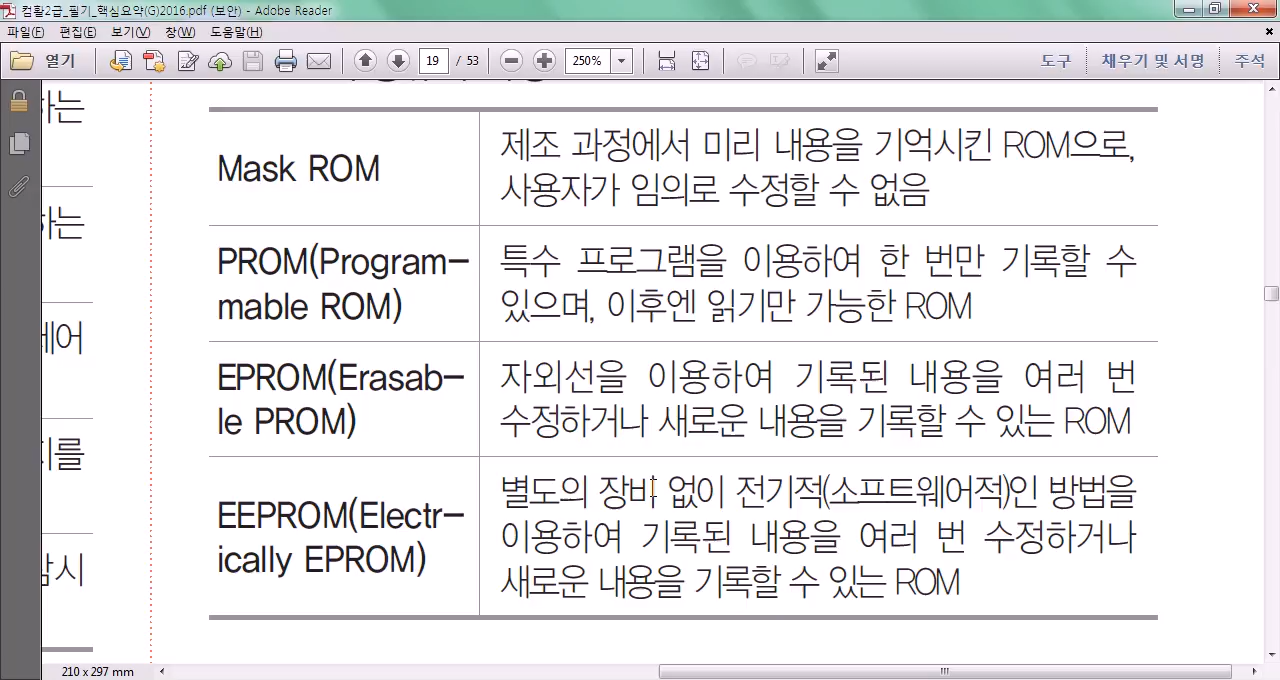 컴활2급_필기_핵심요약(G)2016.pdf (보안) - Adobe Reader
파일(F) 편집(E) 보기(V) 창(W) 도움말(H)
열기 19 / 53 250% 도구 채우기 및 서명 주석
하는
하는
에어
를
시
Mask ROM
제조 과정에서 미리 내용을 기억시킨 ROM으로,
사용자가 임의로 수정할 수 없음
PROM(Program-
mable ROM)
특수 프로그램을 이용하여 한 번만 기록할 수
있으며, 이후엔 읽기만 가능한 ROM
EPROM(Erasab-
le PROM)
자외선을 이용하여 기록된 내용을 여러 번
수정하거나 새로운 내용을 기록할 수 있는 ROM
EEPROM(Electr-
ically EPROM)
별도의 장비 없이 전기적(소프트웨어적)인 방법을
이용하여 기록된 내용을 여러 번 수정하거나
새로운 내용을 기록할 수 있는 ROM
210 x 297 mm